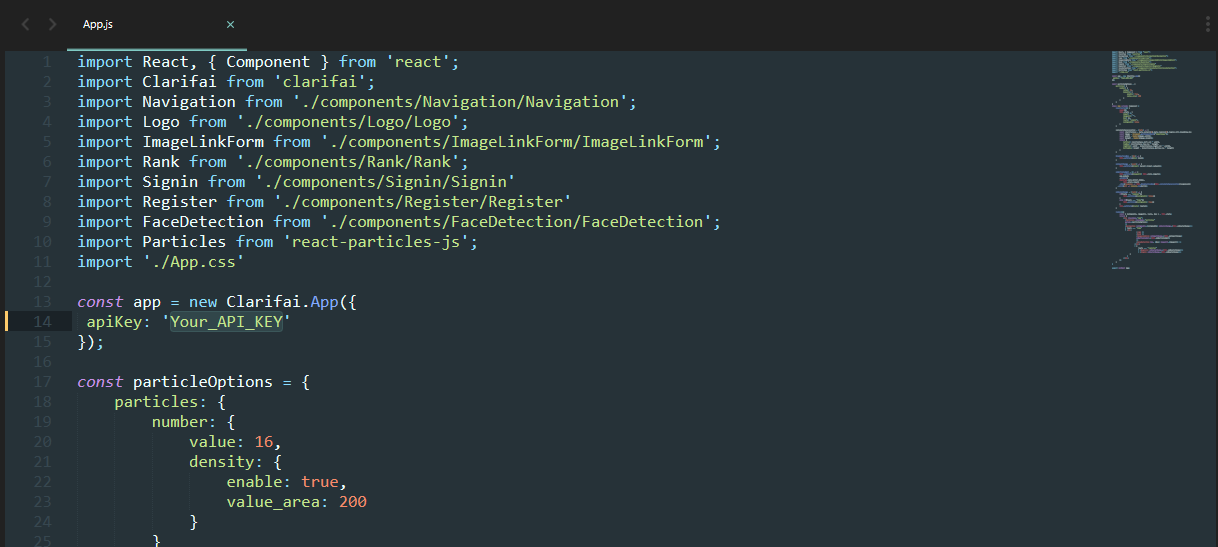 App.js ×
1 import React, { Component } from 'react';
2 import Clarifai from 'clarifai';
3 import Navigation from './components/Navigation/Navigation';
4 import Logo from './components/Logo/Logo';
5 import ImageLinkForm from './components/ImageLinkForm/ImageLinkForm';
6 import Rank from './components/Rank/Rank';
7 import Signin from './components/Signin/Signin'
8 import Register from './components/Register/Register'
9 import FaceDetection from './components/FaceDetection/FaceDetection';
10 import Particles from 'react-particles-js';
11 import './App.css'
12
13 const app = new Clarifai.App({
14  apiKey: 'Your_API_KEY'
15 });
16
17 const particleOptions = {
18     particles: {
19         number: {
20             value: 16,
21             density: {
22                 enable: true,
23                 value_area: 200
24             }
25         }